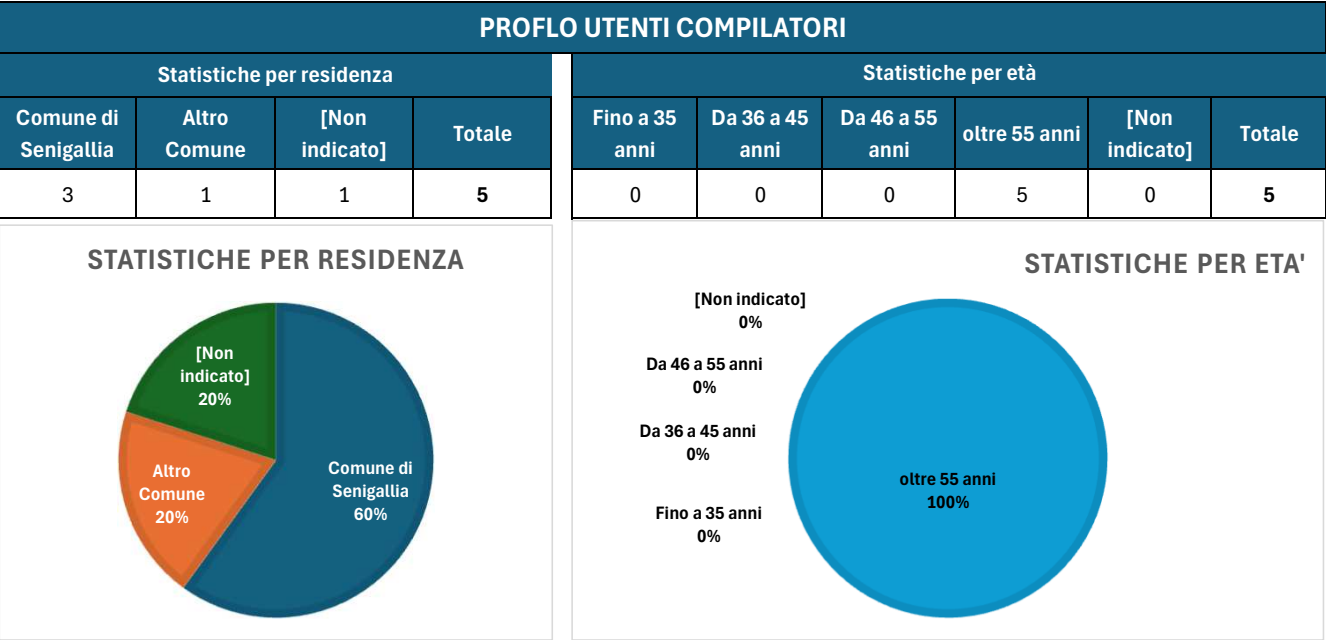 PROFLO UTENTI COMPILATORI
Statistiche per residenza
Comune di Senigallia
Altro Comune
[Non indicato]
Totale
3
1
1
5
Statistiche per età
Fino a 35 anni
Da 36 a 45 anni
Da 46 a 55 anni
oltre 55 anni
[Non indicato]
Totale
0
0
0
5
0
5
STATISTICHE PER RESIDENZA
[Non
indicato]
20%
Altro
Comune
20%
Comune di
Senigallia
60%
STATISTICHE PER ETA'
[Non indicato]
0%
Da 46 a 55 anni
0%
Da 36 a 45 anni
0%
Fino a 35 anni
0%
oltre 55 anni
100%